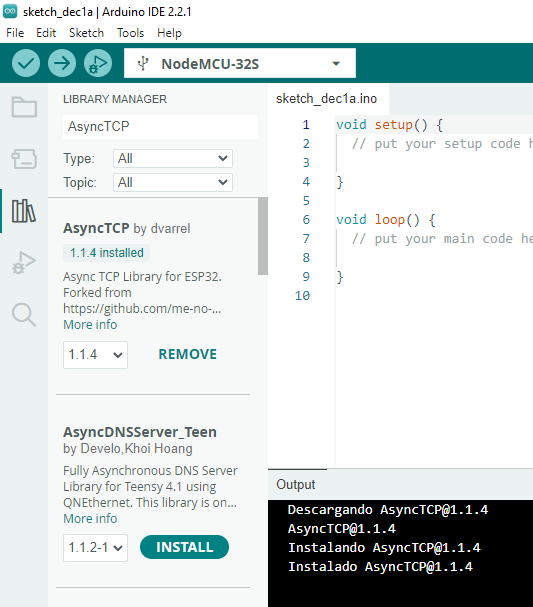 sketch_dec1a | Arduino IDE 2.2.1
File Edit Sketch Tools Help
NodeMCU-32S
LIBRARY MANAGER
AsyncTCP
Type: All
Topic: All
AsyncTCP by dvarrel
1.1.4 installed
Async TCP Library for ESP32.
Forked from
https://github.com/me-no-...
More info
1.1.4 REMOVE
AsyncDNSServer_Teen
by Develo,Khoi Hoang
Fully Asynchronous DNS Server
Library for Teensy 4.1 using
QNEthernet. This library is on...
More info
1.1.2-1 INSTALL
sketch_dec1a.ino
1 void setup() {
2 // put your setup code h
3
4 }
5
6 void loop() {
7 // put your main code he
8
9 }
10
Output
Descargando AsyncTCP@1.1.4
AsyncTCP@1.1.4
Instalando AsyncTCP@1.1.4
Instalado AsyncTCP@1.1.4